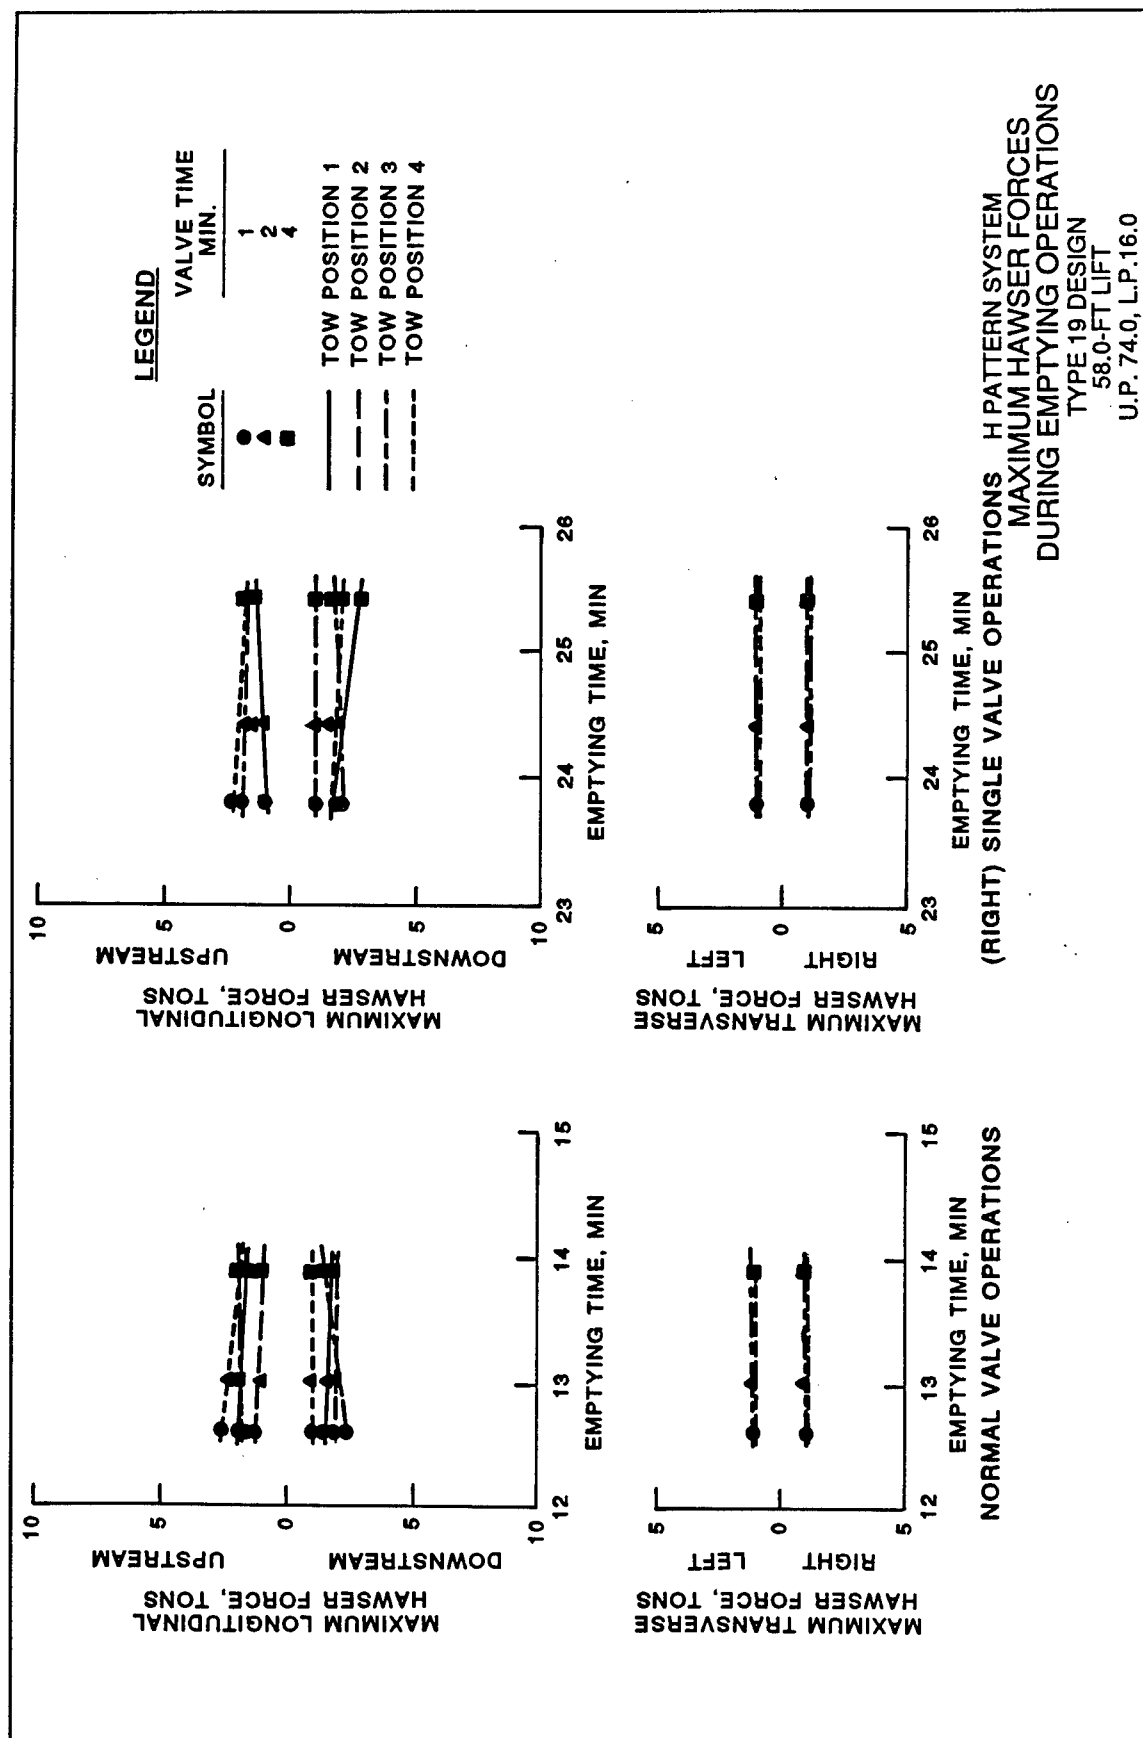 LEGEND
SYMBOL
VALVE TIME
MIN.
1
2
4
TOW POSITION 1
TOW POSITION 2
TOW POSITION 3
TOW POSITION 4
MAXIMUM LONGITUDINAL
HAWSER FORCE, TONS
DOWNSTREAM UPSTREAM
10
5
0
5
10
12 13 14 15
EMPTYING TIME, MIN
MAXIMUM LONGITUDINAL
HAWSER FORCE, TONS
DOWNSTREAM UPSTREAM
10
5
0
5
10
23 24 25 26
EMPTYING TIME, MIN
MAXIMUM TRANSVERSE
HAWSER FORCE, TONS
RIGHT LEFT
5
0
5
12 13 14 15
EMPTYING TIME, MIN
NORMAL VALVE OPERATIONS
MAXIMUM TRANSVERSE
HAWSER FORCE, TONS
RIGHT LEFT
5
0
5
23 24 25 26
EMPTYING TIME, MIN
(RIGHT) SINGLE VALVE OPERATIONS
H PATTERN SYSTEM
MAXIMUM HAWSER FORCES
DURING EMPTYING OPERATIONS
TYPE 19 DESIGN
58.0-FT LIFT
U.P. 74.0, L.P.16.0